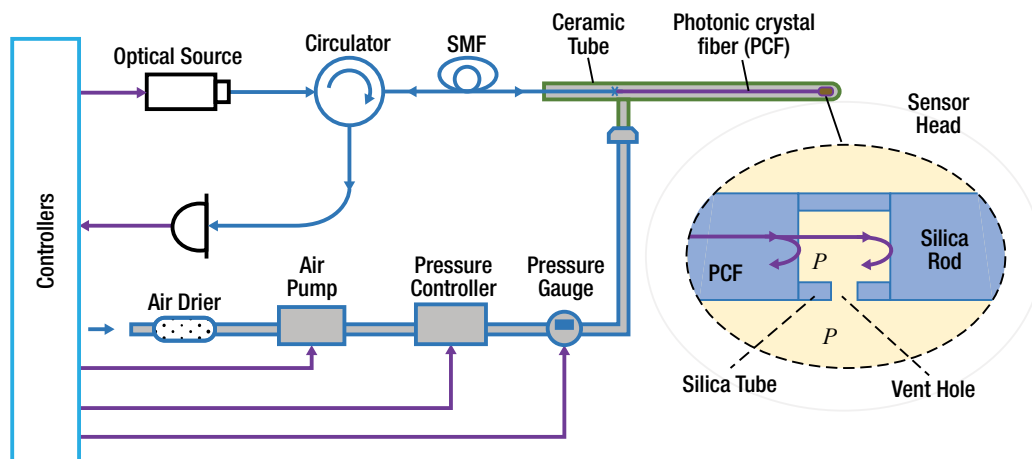 Controllers
Optical Source
Circulator
SMF
Ceramic
Tube
Photonic crystal
fiber (PCF)
Sensor
Head
PCF
P
Silica
Rod
P
Silica Tube
Vent Hole
Air Drier
Air
Pump
Pressure
Controller
Pressure
Gauge